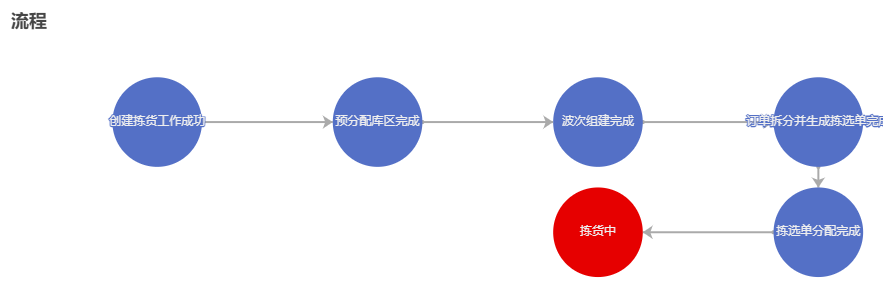 流程
创建拣货工作成功
预分配库区完成
波次组建完成
订单拆分并生成拣选单完成
拣选单分配完成
拣货中